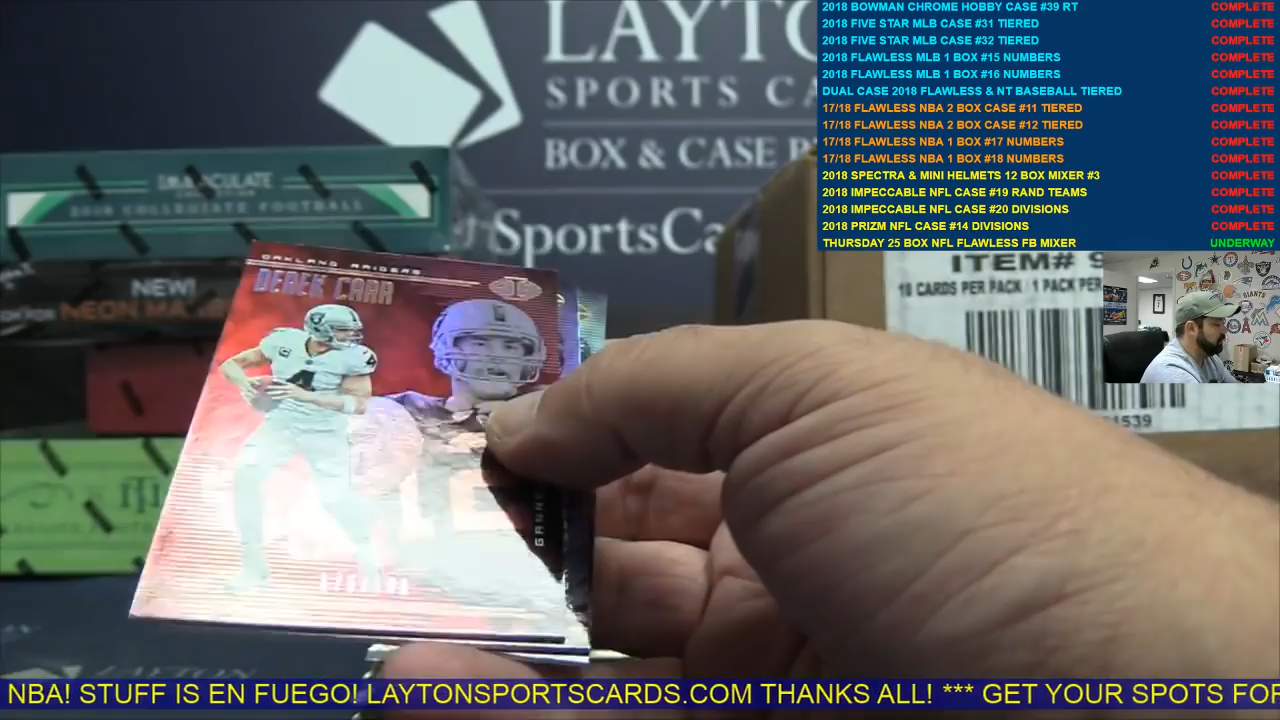 LAYTO
SPORTS CA
BOX & CASE B
SportsCa
2018 BOWMAN CHROME HOBBY CASE #39 RT COMPLETE
2018 FIVE STAR MLB CASE #31 TIERED COMPLETE
2018 FIVE STAR MLB CASE #32 TIERED COMPLETE
2018 FLAWLESS MLB 1 BOX #15 NUMBERS COMPLETE
2018 FLAWLESS MLB 1 BOX #16 NUMBERS COMPLETE
DUAL CASE 2018 FLAWLESS & NT BASEBALL TIERED COMPLETE
17/18 FLAWLESS NBA 2 BOX CASE #11 TIERED COMPLETE
17/18 FLAWLESS NBA 2 BOX CASE #12 TIERED COMPLETE
17/18 FLAWLESS NBA 1 BOX #17 NUMBERS COMPLETE
17/18 FLAWLESS NBA 1 BOX #18 NUMBERS COMPLETE
2018 SPECTRA & MINI HELMETS 12 BOX MIXER #3 COMPLETE
2018 IMPECCABLE NFL CASE #19 RAND TEAMS COMPLETE
2018 IMPECCABLE NFL CASE #20 DIVISIONS COMPLETE
2018 PRIZM NFL CASE #14 DIVISIONS COMPLETE
THURSDAY 25 BOX NFL FLAWLESS FB MIXER UNDERWAY
IMMACULATE
2018 COLLEGIATE FOOTBALL
NEW!
NEON MA
OAKLAND RAIDERS
DEREK CARR
4
GANN
ITEM# 9
10 CARDS PER PACK / 1 PACK PER
1539
GIANTS
LAYTON
NBA! STUFF IS EN FUEGO! LAYTONSPORTSCARDS.COM THANKS ALL! *** GET YOUR SPOTS FOR